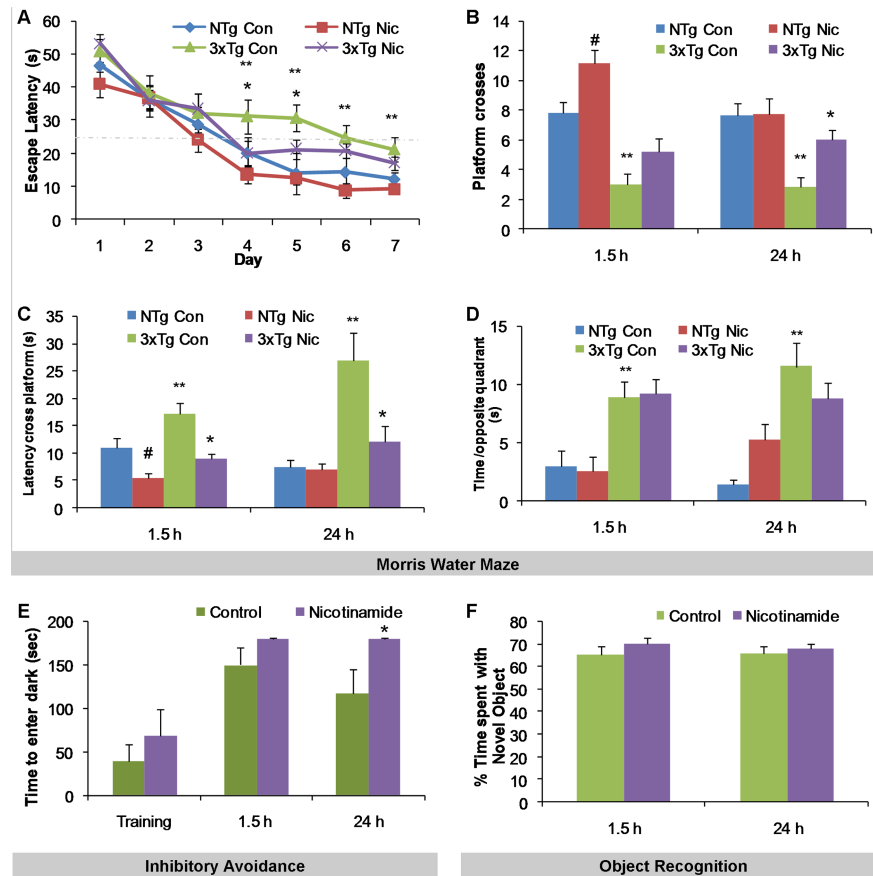 A
NTg Con
NTg Nic
3xTg Con
3xTg Nic
Escape Latency (s)
60
50
40
30
20
10
0
**
*
**
*
**
**
1 2 3 4 5 6 7
Day
B
NTg Con
NTg Nic
3xTg Con
3xTg Nic
Platform crosses
14
12
10
8
6
4
2
0
#
**
**
*
1.5 h
24 h
C
NTg Con
NTg Nic
3xTg Con
3xTg Nic
Latency cross platform (s)
35
30
25
20
15
10
5
0
#
**
*
**
*
1.5 h
24 h
D
NTg Con
NTg Nic
3xTg Con
3xTg Nic
Time/opposite quadrant
(s)
15
10
5
0
**
**
1.5 h
24 h
Morris Water Maze
E
Control
Nicotinamide
Time to enter dark (sec)
200
150
100
50
0
*
Training
1.5 h
24 h
Inhibitory Avoidance
F
Control
Nicotinamide
% Time spent with
Novel Object
80
70
60
50
40
30
20
10
0
1.5 h
24 h
Object Recognition